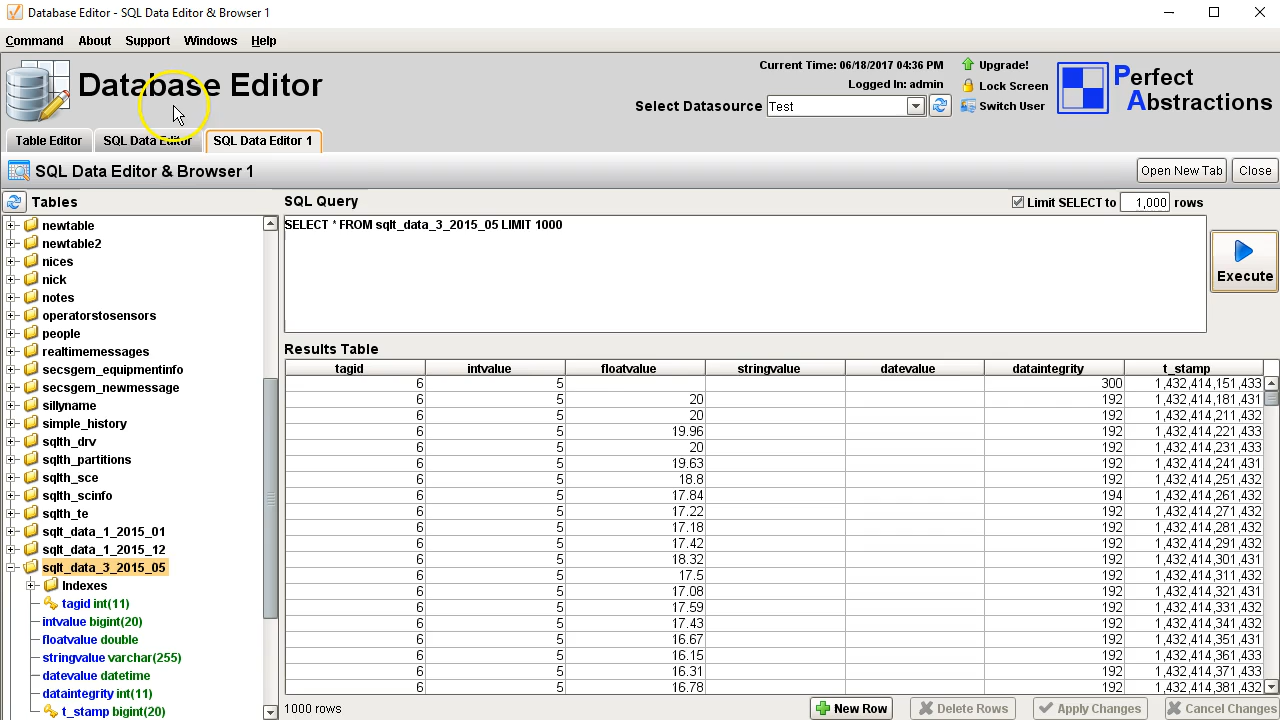 Database Editor - SQL Data Editor & Browser 1
Command About Support Windows Help
Database Editor
Current Time: 06/18/2017 04:36 PM
Logged in: admin
Select Datasource Test
Upgrade!
Lock Screen
Switch User
Perfect
Abstractions
Table Editor SQL Data Editor SQL Data Editor 1
SQL Data Editor & Browser 1 Open New Tab Close
Tables
newtable
newtable2
nices
nick
notes
operatorstosensors
people
realtimemessages
secsgem_equipmentinfo
secsgem_newmessage
sillyname
simple_history
sqlth_drv
sqlth_partitions
sqlth_sce
sqlth_scinfo
sqlth_te
sqlt_data_1_2015_01
sqlt_data_1_2015_12
sqlt_data_3_2015_05
Indexes
tagid int(11)
intvalue bigint(20)
floatvalue double
stringvalue varchar(255)
datevalue datetime
dataintegrity int(11)
t_stamp bigint(20)
SQL Query Limit SELECT to 1,000 rows
SELECT * FROM sqlt_data_3_2015_05 LIMIT 1000
Execute
Results Table
tagid intvalue floatvalue stringvalue datevalue dataintegrity t_stamp
6 5 300 1,432,414,151,433
6 5 20 192 1,432,414,181,431
6 5 20 192 1,432,414,211,432
6 5 19.96 192 1,432,414,221,433
6 5 20 192 1,432,414,231,433
6 5 19.63 192 1,432,414,241,431
6 5 18.8 192 1,432,414,251,432
6 5 17.84 194 1,432,414,261,432
6 5 17.22 192 1,432,414,271,432
6 5 17.18 192 1,432,414,281,432
6 5 17.42 192 1,432,414,291,432
6 5 18.32 192 1,432,414,301,431
6 5 17.5 192 1,432,414,311,432
6 5 17.08 192 1,432,414,321,432
6 5 17.59 192 1,432,414,331,432
6 5 17.43 192 1,432,414,341,432
6 5 16.67 192 1,432,414,351,431
6 5 16.15 192 1,432,414,361,433
6 5 16.31 192 1,432,414,371,433
6 5 16.78 192 1,432,414,381,432
1000 rows New Row Delete Rows Apply Changes Cancel Changes